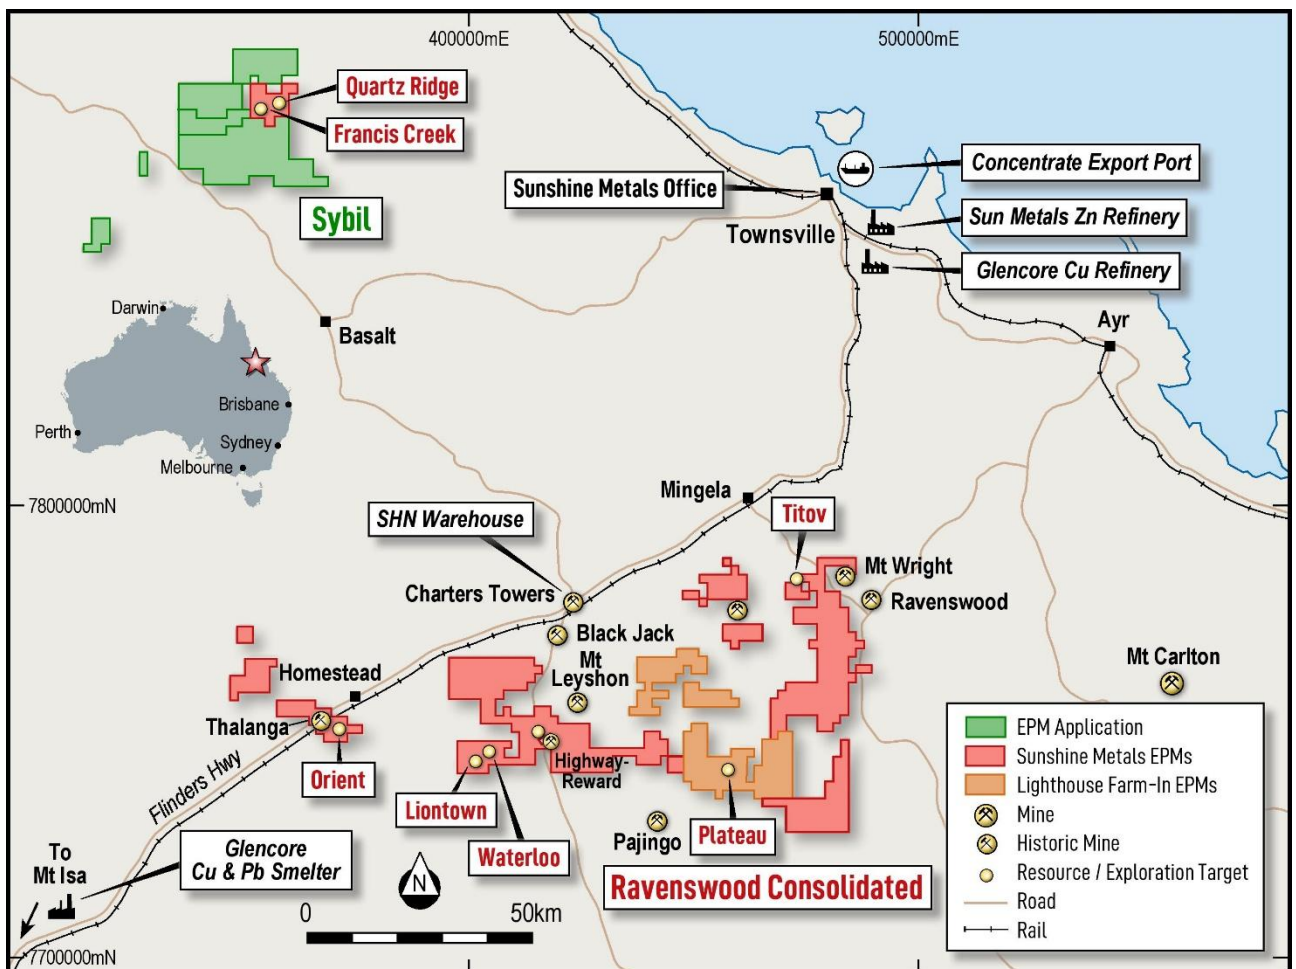 400000mE
500000mE
Quartz Ridge
Francis Creek
Sybil
Sunshine Metals Office
Townsville
Concentrate Export Port
Sun Metals Zn Refinery
Glencore Cu Refinery
Ayr
Basalt
Darwin
Brisbane
Perth
Sydney
Melbourne
7800000mN
Mingela
SHN Warehouse
Titov
Mt Wright
Charters Towers
Ravenswood
Black Jack
Mt
Leyshon
Mt Carlton
Homestead
Thalanga
Highway-
Reward
Flinders Hwy
Orient
Liontown
Waterloo
Pajingo
Plateau
Ravenswood Consolidated
To
Mt Isa
Glencore
Cu & Pb Smelter
N
0
50km
7700000mN
EPM Application
Sunshine Metals EPMs
Lighthouse Farm-In EPMs
Mine
Historic Mine
Resource / Exploration Target
Road
Rail